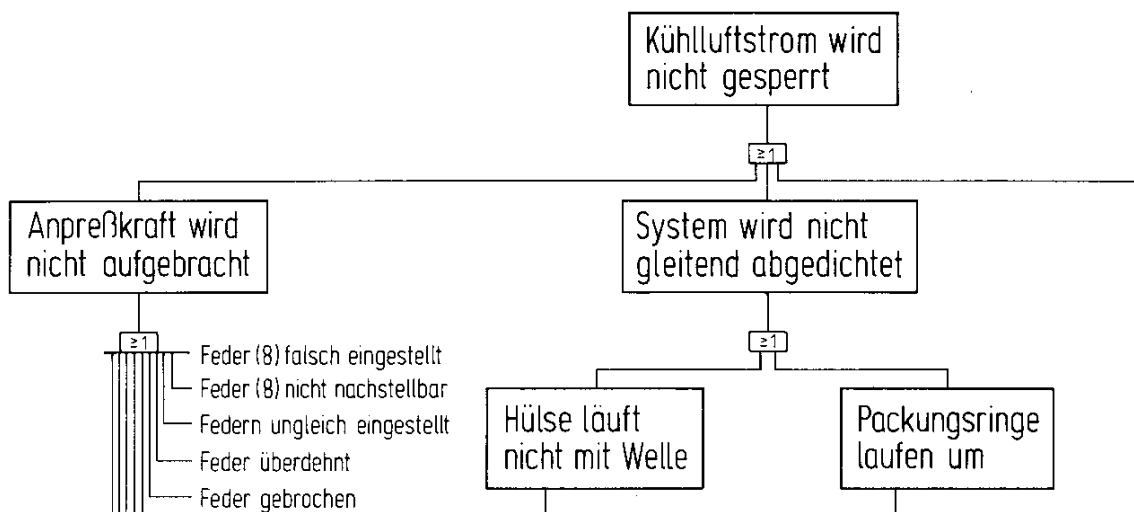 Kühlluftstrom wird
nicht gesperrt
≥1
Anpreßkraft wird
nicht aufgebracht
System wird nicht
gleitend abgedichtet
≥1
Feder (8) falsch eingestellt
Feder (8) nicht nachstellbar
Federn ungleich eingestellt
Feder überdehnt
Feder gebrochen
≥1
Hülse läuft
nicht mit Welle
Packungsringe
laufen um